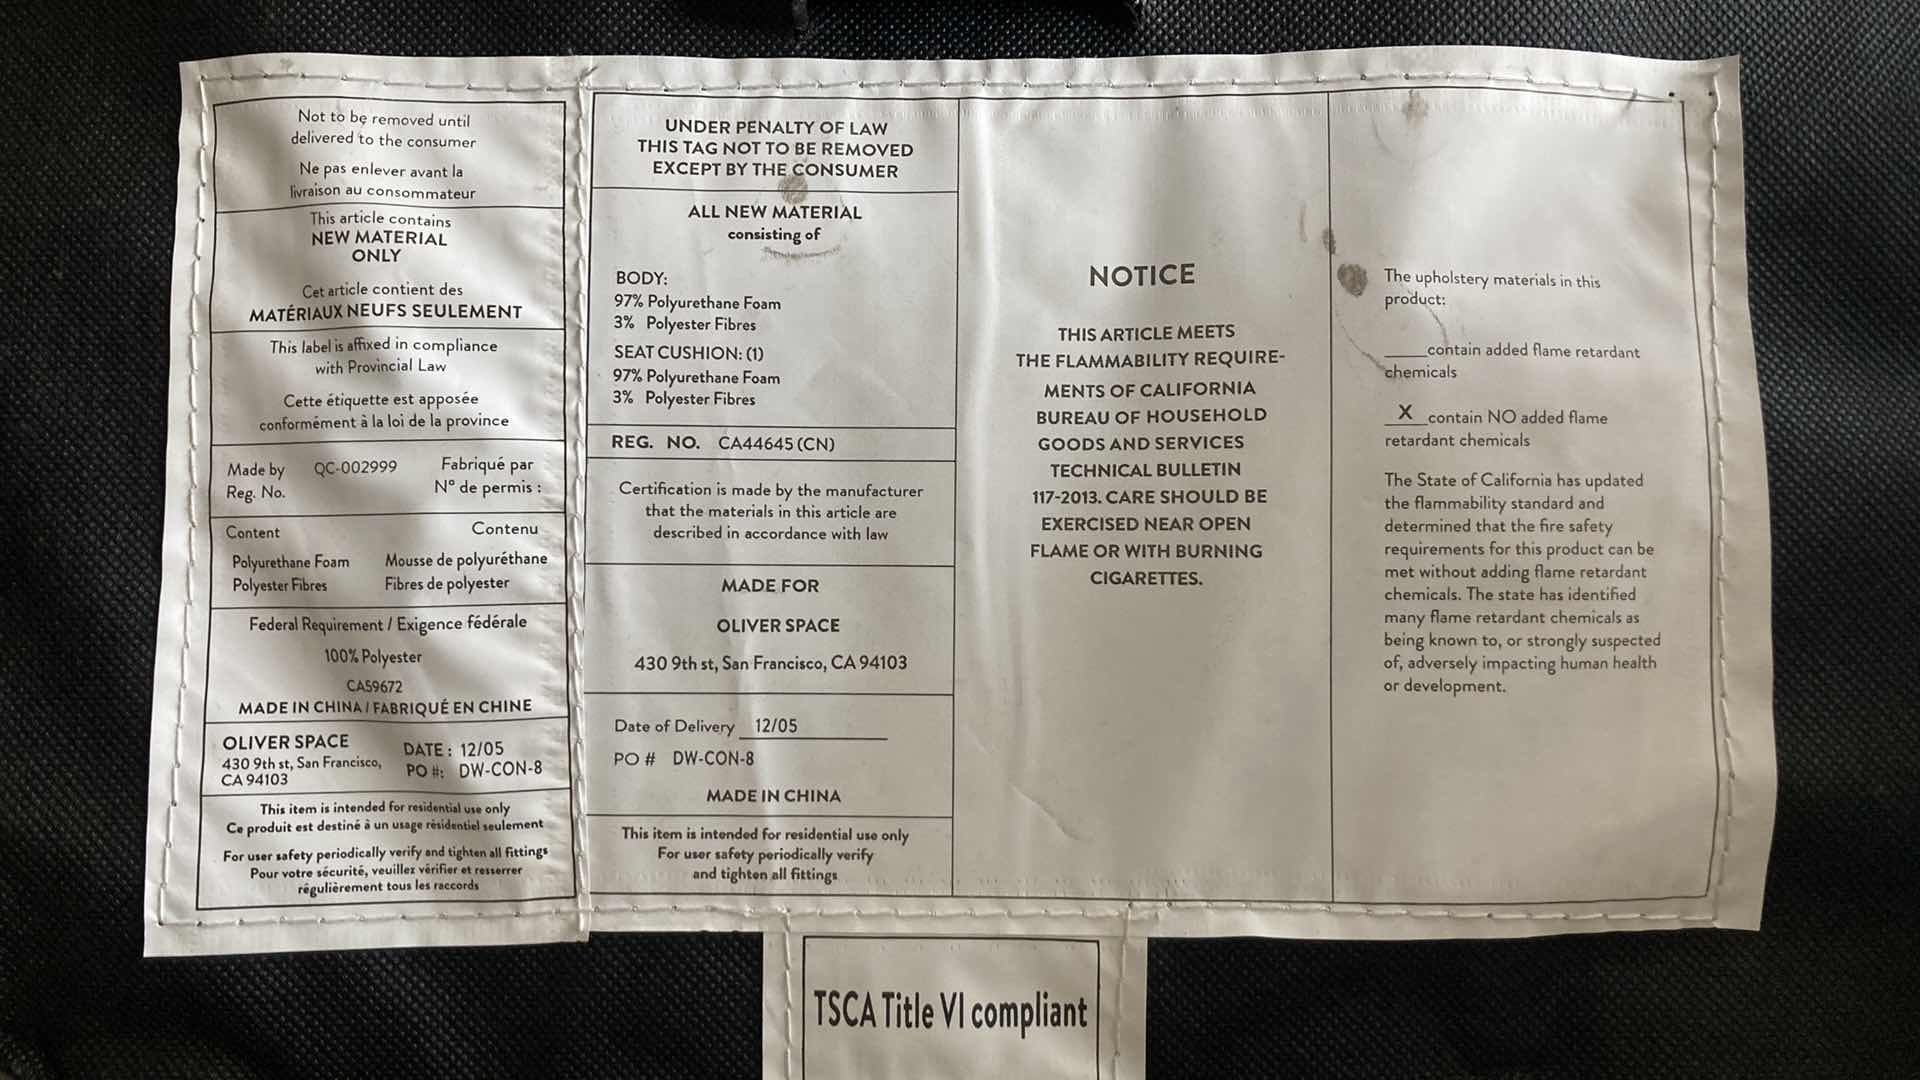 Not to be removed until
delivered to the consumer
Ne pas enlever avant la
livraison au consommateur
This article contains
NEW MATERIAL
ONLY
Cet article contient des
MATÉRIAUX NEUFS SEULEMENT
This label is affixed in compliance
with Provincial Law
Cette étiquette est apposée
conformément à la loi de la province
Made by QC-002999 Fabriqué par
Reg. No. N° de permis :
Content Contenu
Polyurethane Foam Mousse de polyuréthane
Polyester Fibres Fibres de polyester
Federal Requirement / Exigence fédérale
100% Polyester
CA59672
MADE IN CHINA / FABRIQUÉ EN CHINE
OLIVER SPACE DATE : 12/05
430 9th st, San Francisco, PO #: DW-CON-8
CA 94103
This item is intended for residential use only
Ce produit est destiné à un usage résidentiel seulement
For user safety periodically verify and tighten all fittings
Pour votre sécurité, veuillez vérifier et resserrer
régulièrement tous les raccords
UNDER PENALTY OF LAW
THIS TAG NOT TO BE REMOVED
EXCEPT BY THE CONSUMER
ALL NEW MATERIAL
consisting of
BODY:
97% Polyurethane Foam
3% Polyester Fibres
SEAT CUSHION: (1)
97% Polyurethane Foam
3% Polyester Fibres
REG. NO. CA44645 (CN)
Certification is made by the manufacturer
that the materials in this article are
described in accordance with law
MADE FOR
OLIVER SPACE
430 9th st, San Francisco, CA 94103
Date of Delivery 12/05
PO # DW-CON-8
MADE IN CHINA
This item is intended for residential use only
For user safety periodically verify
and tighten all fittings
NOTICE
THIS ARTICLE MEETS
THE FLAMMABILITY REQUIRE-
MENTS OF CALIFORNIA
BUREAU OF HOUSEHOLD
GOODS AND SERVICES
TECHNICAL BULLETIN
117-2013. CARE SHOULD BE
EXERCISED NEAR OPEN
FLAME OR WITH BURNING
CIGARETTES.
The upholstery materials in this
product:
_____contain added flame retardant
chemicals
__X__contain NO added flame
retardant chemicals
The State of California has updated
the flammability standard and
determined that the fire safety
requirements for this product can be
met without adding flame retardant
chemicals. The state has identified
many flame retardant chemicals as
being known to, or strongly suspected
of, adversely impacting human health
or development.
TSCA Title VI compliant